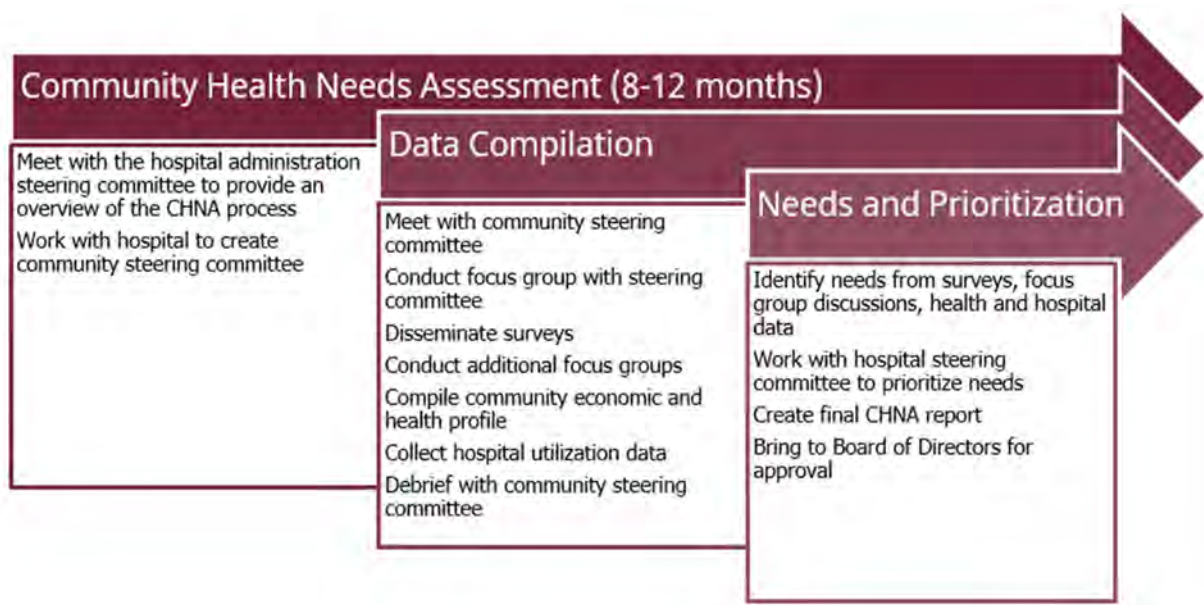 Community Health Needs Assessment (8-12 months)
Meet with the hospital administration
steering committee to provide an
overview of the CHNA process
Work with hospital to create
community steering committee
Data Compilation
Meet with community steering
committee
Conduct focus group with steering
committee
Disseminate surveys
Conduct additional focus groups
Compile community economic and
health profile
Collect hospital utilization data
Debrief with community steering
committee
Needs and Prioritization
Identify needs from surveys, focus
group discussions, health and hospital
data
Work with hospital steering
committee to prioritize needs
Create final CHNA report
Bring to Board of Directors for
approval